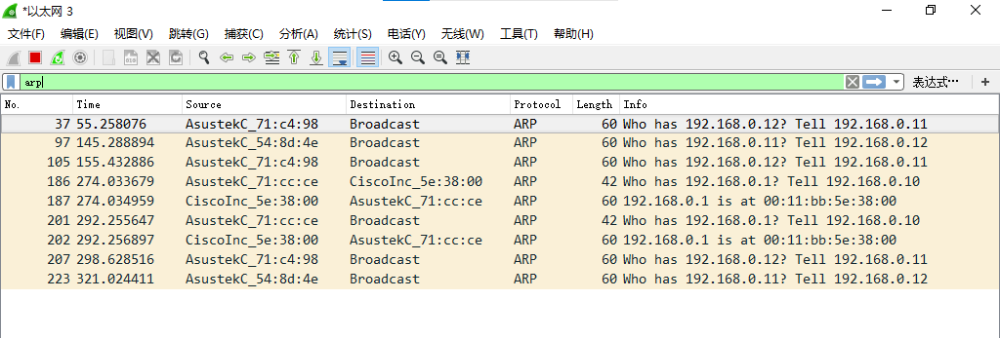 *以太网 3
文件(F) 编辑(E) 视图(V) 跳转(G) 捕获(C) 分析(A) 统计(S) 电话(Y) 无线(W) 工具(T) 帮助(H)
arp 表达式… +
No. Time Source Destination Protocol Length Info
37 55.258076 AsustekC_71:c4:98 Broadcast ARP 60 Who has 192.168.0.12? Tell 192.168.0.11
97 145.288894 AsustekC_54:8d:4e Broadcast ARP 60 Who has 192.168.0.11? Tell 192.168.0.12
105 155.432886 AsustekC_71:c4:98 Broadcast ARP 60 Who has 192.168.0.12? Tell 192.168.0.11
186 274.033679 AsustekC_71:cc:ce CiscoInc_5e:38:00 ARP 42 Who has 192.168.0.1? Tell 192.168.0.10
187 274.034959 CiscoInc_5e:38:00 AsustekC_71:cc:ce ARP 60 192.168.0.1 is at 00:11:bb:5e:38:00
201 292.255647 AsustekC_71:cc:ce Broadcast ARP 42 Who has 192.168.0.1? Tell 192.168.0.10
202 292.256897 CiscoInc_5e:38:00 AsustekC_71:cc:ce ARP 60 192.168.0.1 is at 00:11:bb:5e:38:00
207 298.628516 AsustekC_71:c4:98 Broadcast ARP 60 Who has 192.168.0.12? Tell 192.168.0.11
223 321.024411 AsustekC_54:8d:4e Broadcast ARP 60 Who has 192.168.0.11? Tell 192.168.0.12